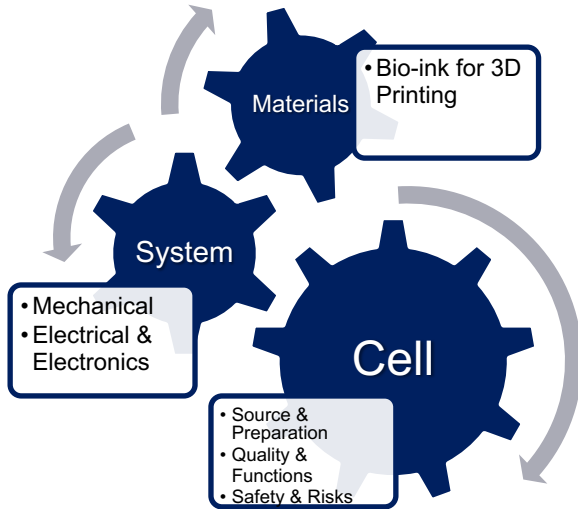 Materials
• Bio-ink for 3D
Printing
System
• Mechanical
• Electrical &
Electronics
Cell
• Source &
Preparation
• Quality &
Functions
• Safety & Risks